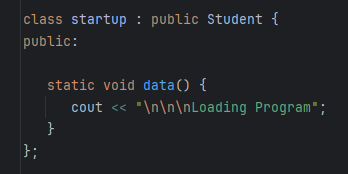 class startup : public Student {
public:
static void data() {
cout << "\n\n\nLoading Program";
}
};